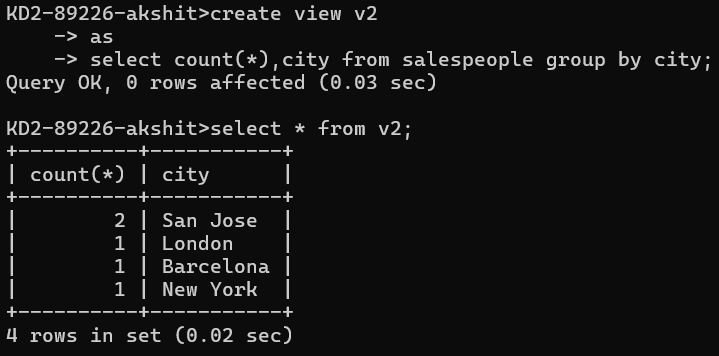 KD2-89226-akshit>create view v2
    -> as
    -> select count(*),city from salespeople group by city;
Query OK, 0 rows affected (0.03 sec)

KD2-89226-akshit>select * from v2;
+----------+-----------+
| count(*) | city      |
+----------+-----------+
|        2 | San Jose  |
|        1 | London    |
|        1 | Barcelona |
|        1 | New York  |
+----------+-----------+
4 rows in set (0.02 sec)